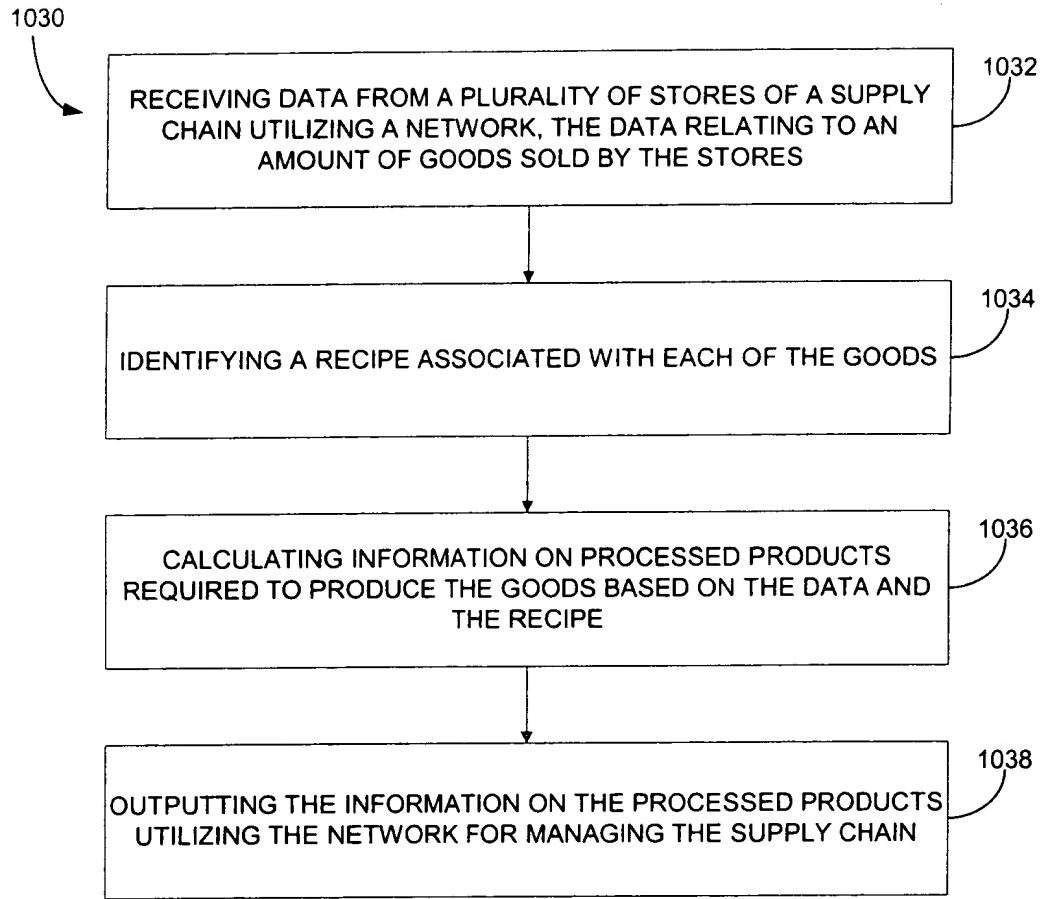 1030
1032
RECEIVING DATA FROM A PLURALITY OF STORES OF A SUPPLY
CHAIN UTILIZING A NETWORK, THE DATA RELATING TO AN
AMOUNT OF GOODS SOLD BY THE STORES
1034
IDENTIFYING A RECIPE ASSOCIATED WITH EACH OF THE GOODS
1036
CALCULATING INFORMATION ON PROCESSED PRODUCTS
REQUIRED TO PRODUCE THE GOODS BASED ON THE DATA AND
THE RECIPE
1038
OUTPUTTING THE INFORMATION ON THE PROCESSED PRODUCTS
UTILIZING THE NETWORK FOR MANAGING THE SUPPLY CHAIN